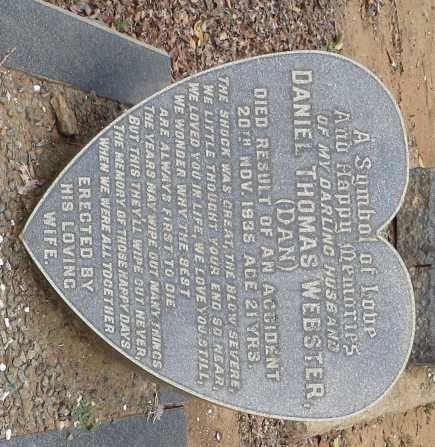 A Symbol of Love
And Happy Memories
OF MY DARLING HUSBAND
DANIEL THOMAS WEBSTER,
(DAN)
DIED RESULT OF AN ACCIDENT
20TH NOV. 1935 AGE 21 YRS.
THE SHOCK WAS GREAT, THE BLOW SEVERE
WE LITTLE THOUGHT YOUR END SO NEAR,
WE LOVED YOU IN LIFE, WE LOVE YOU STILL,
WE WONDER WHY THE BEST
ARE ALWAYS FIRST TO DIE.
THE YEARS MAY WIPE OUT MANY THINGS
BUT THIS THEY'LL WIPE OUT NEVER,
THE MEMORY OF THOSE HAPPY DAYS
WHEN WE WERE ALL TOGETHER
ERECTED BY
HIS LOVING
WIFE.